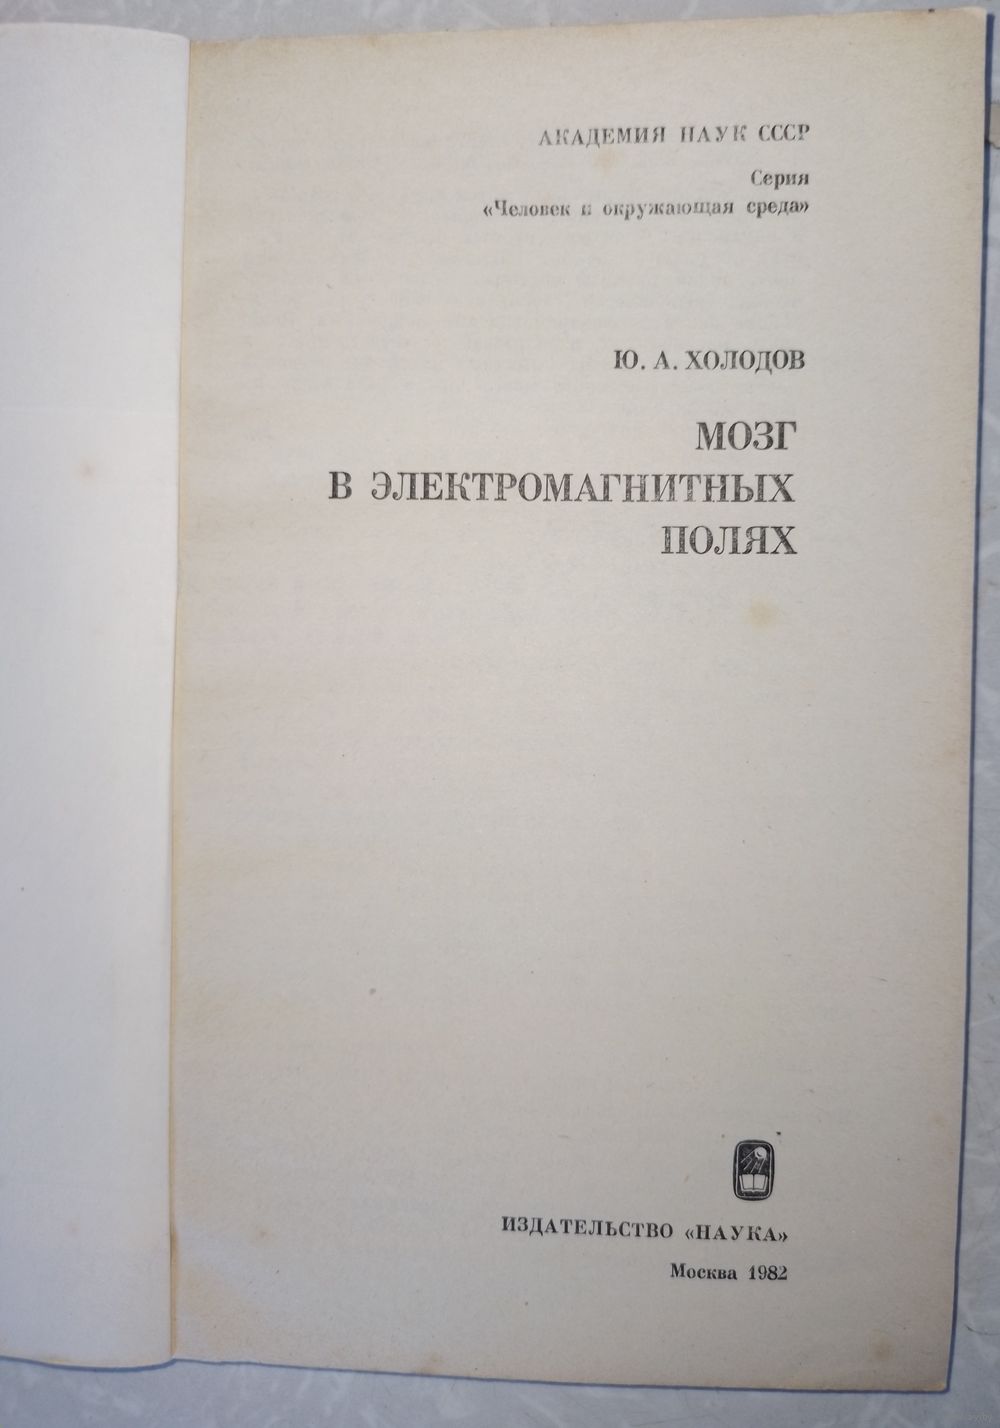 АКАДЕМИЯ НАУК СССР
Серия
«Человек и окружающая среда»
Ю. А. ХОЛОДОВ
МОЗГ
В ЭЛЕКТРОМАГНИТНЫХ
ПОЛЯХ
ИЗДАТЕЛЬСТВО «НАУКА»
Москва 1982